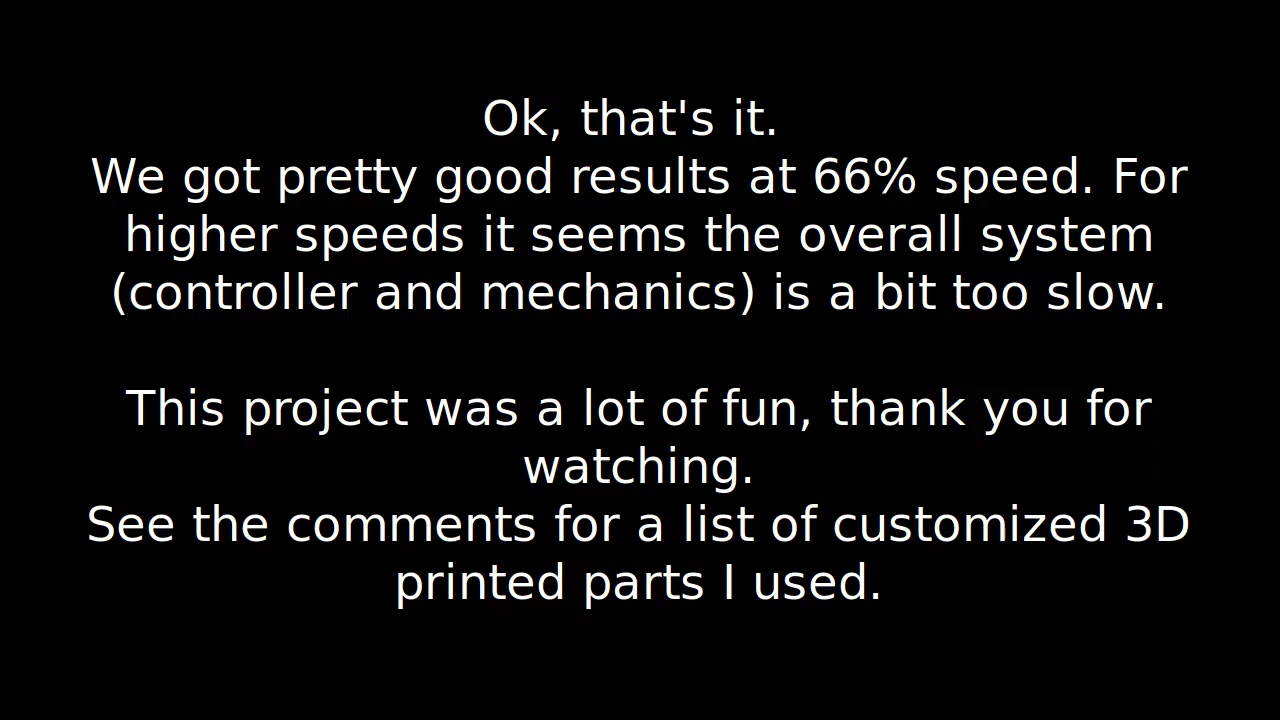 Ok, that's it.
We got pretty good results at 66% speed. For
higher speeds it seems the overall system
(controller and mechanics) is a bit too slow.
This project was a lot of fun, thank you for
watching.
See the comments for a list of customized 3D
printed parts I used.